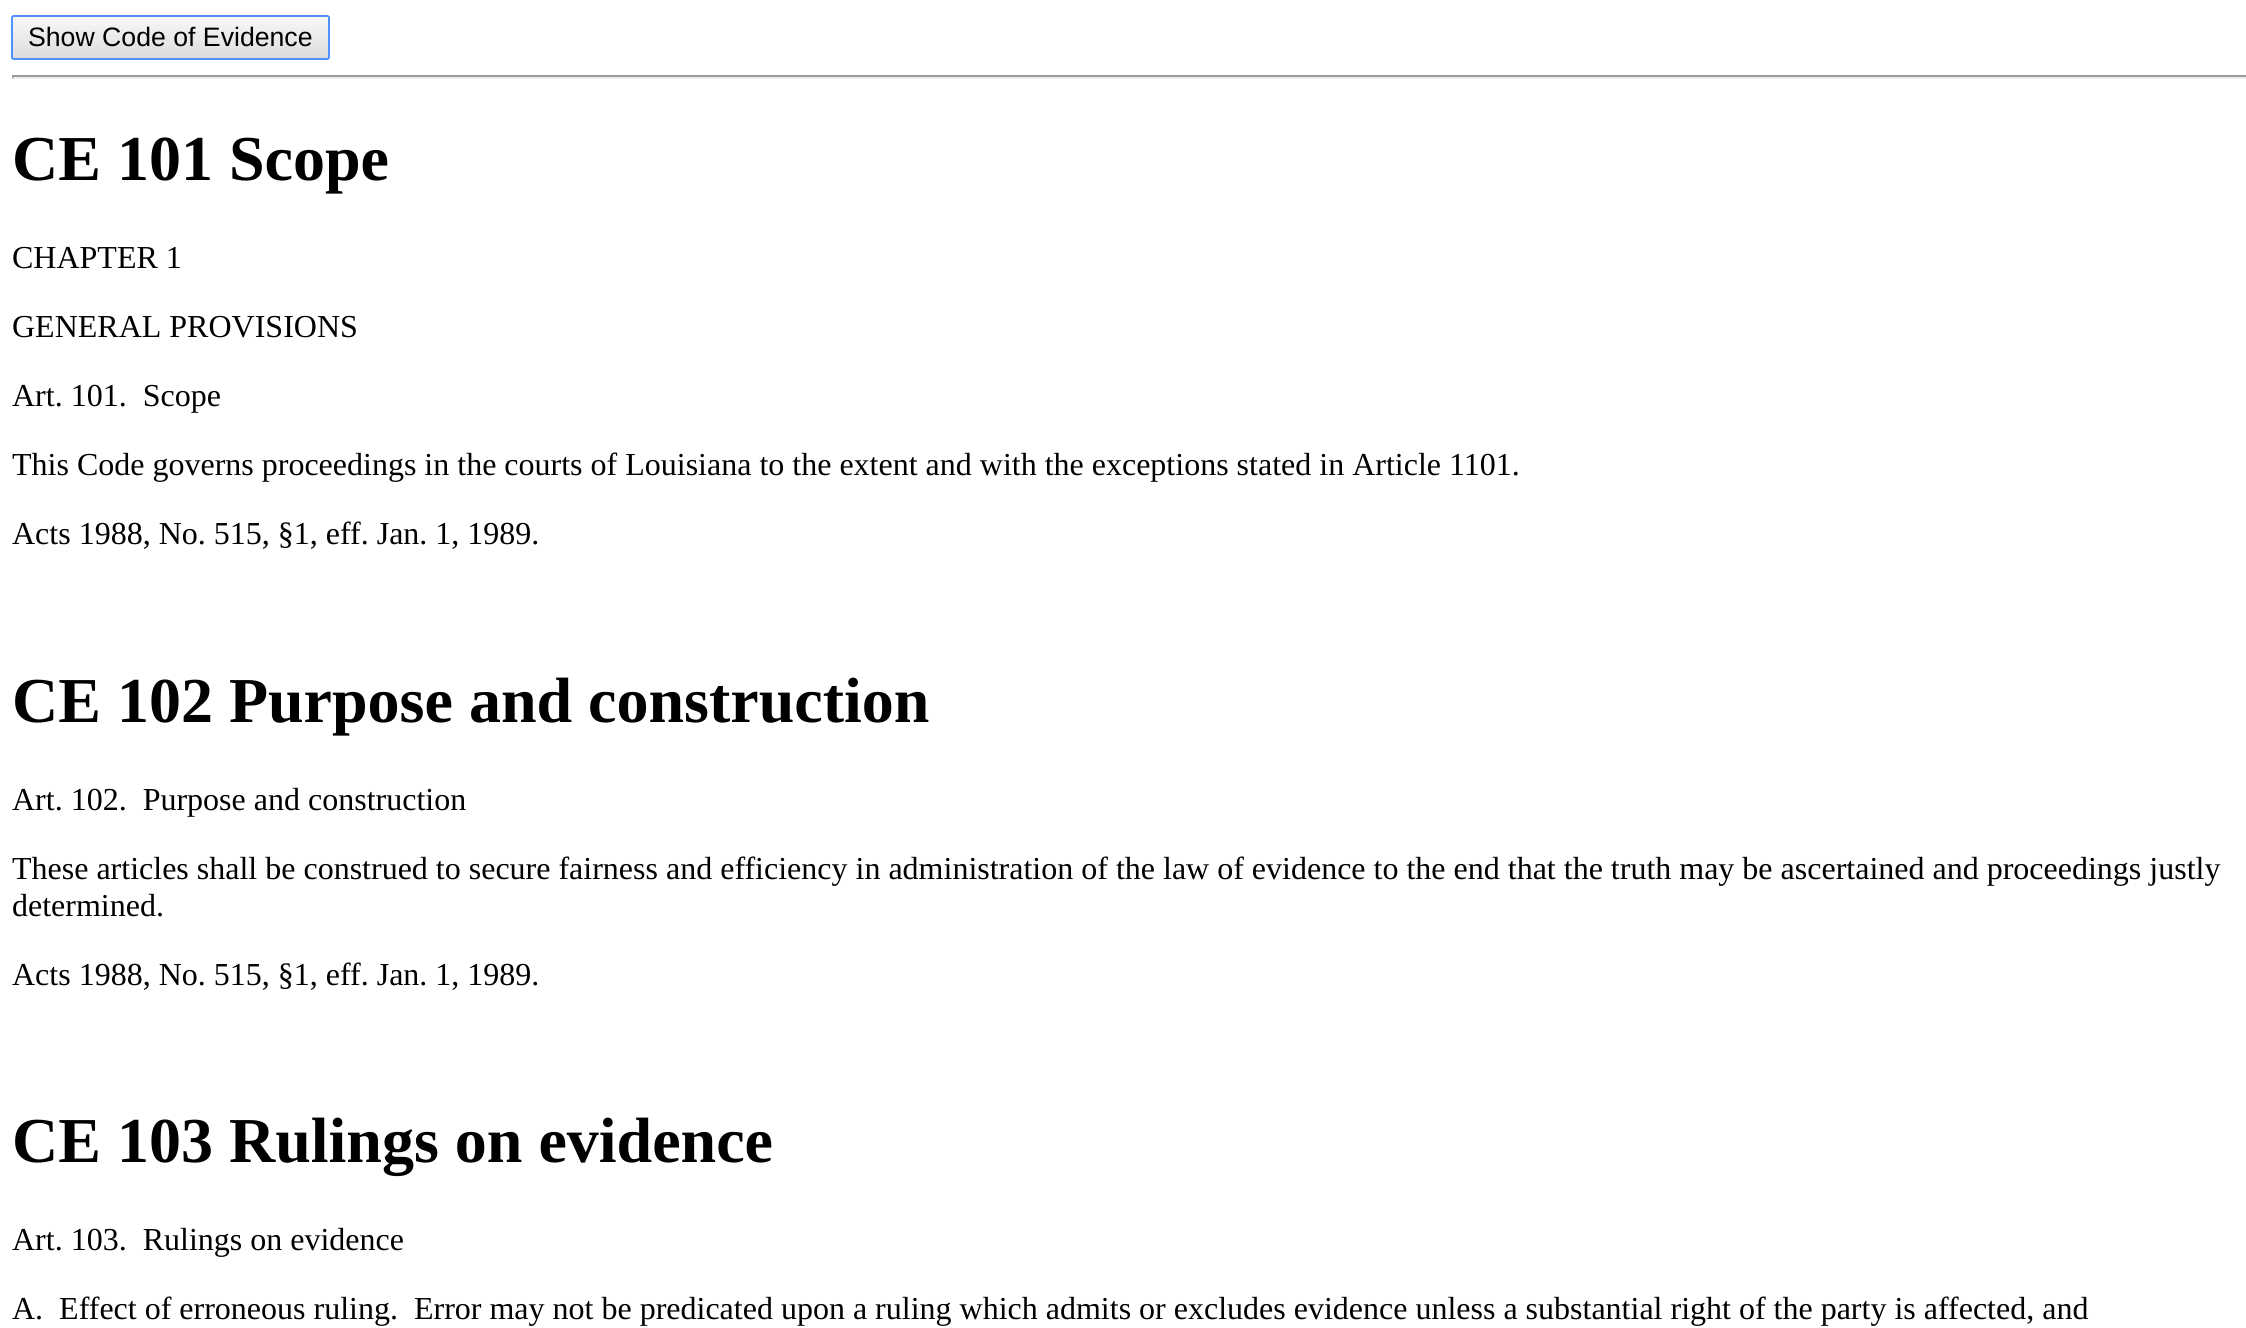 Show Code of Evidence
CE 101 Scope
CHAPTER 1
GENERAL PROVISIONS
Art. 101.  Scope
This Code governs proceedings in the courts of Louisiana to the extent and with the exceptions stated in Article 1101.
Acts 1988, No. 515, §1, eff. Jan. 1, 1989.
CE 102 Purpose and construction
Art. 102.  Purpose and construction
These articles shall be construed to secure fairness and efficiency in administration of the law of evidence to the end that the truth may be ascertained and proceedings justly
determined.
Acts 1988, No. 515, §1, eff. Jan. 1, 1989.
CE 103 Rulings on evidence
Art. 103.  Rulings on evidence
A.  Effect of erroneous ruling.  Error may not be predicated upon a ruling which admits or excludes evidence unless a substantial right of the party is affected, and